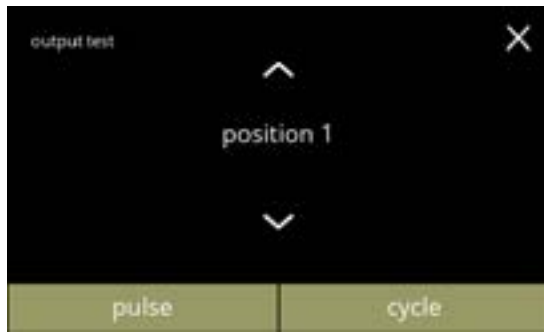 output test
position 1
pulse
cycle